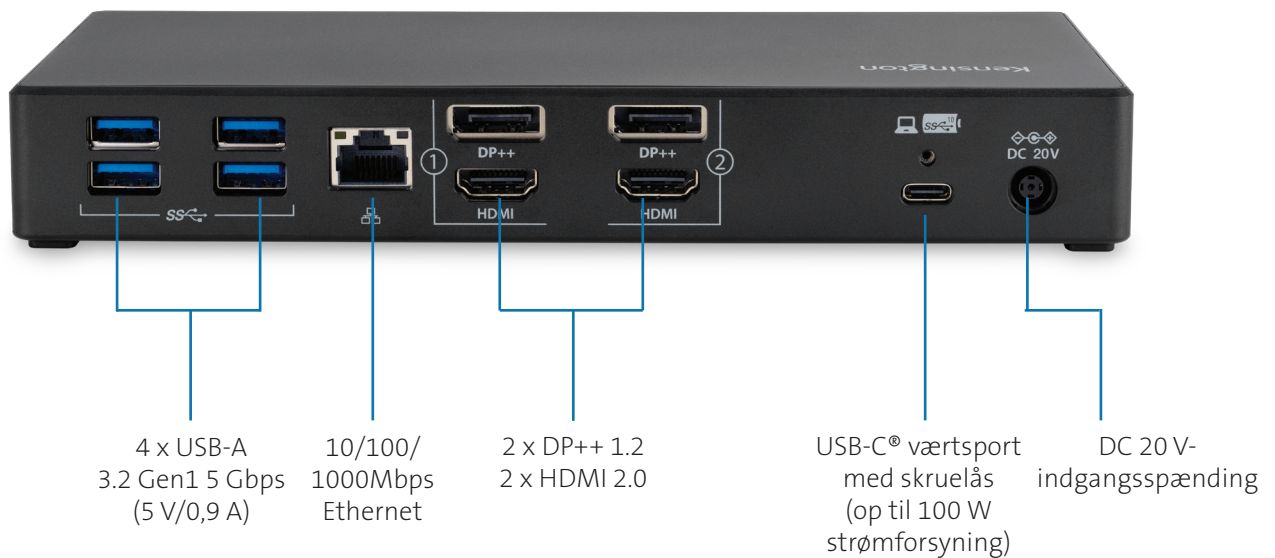 Kensington
SS
10
DP++
DP++
SS
DC 20V
1
2
HDMI
HDMI
4 x USB-A
3.2 Gen1 5 Gbps
(5 V/0,9 A)
10/100/
1000Mbps
Ethernet
2 x DP++ 1.2
2 x HDMI 2.0
USB-C® værtsport
med skruelås
(op til 100 W
strømforsyning)
DC 20 V-
indgangsspænding